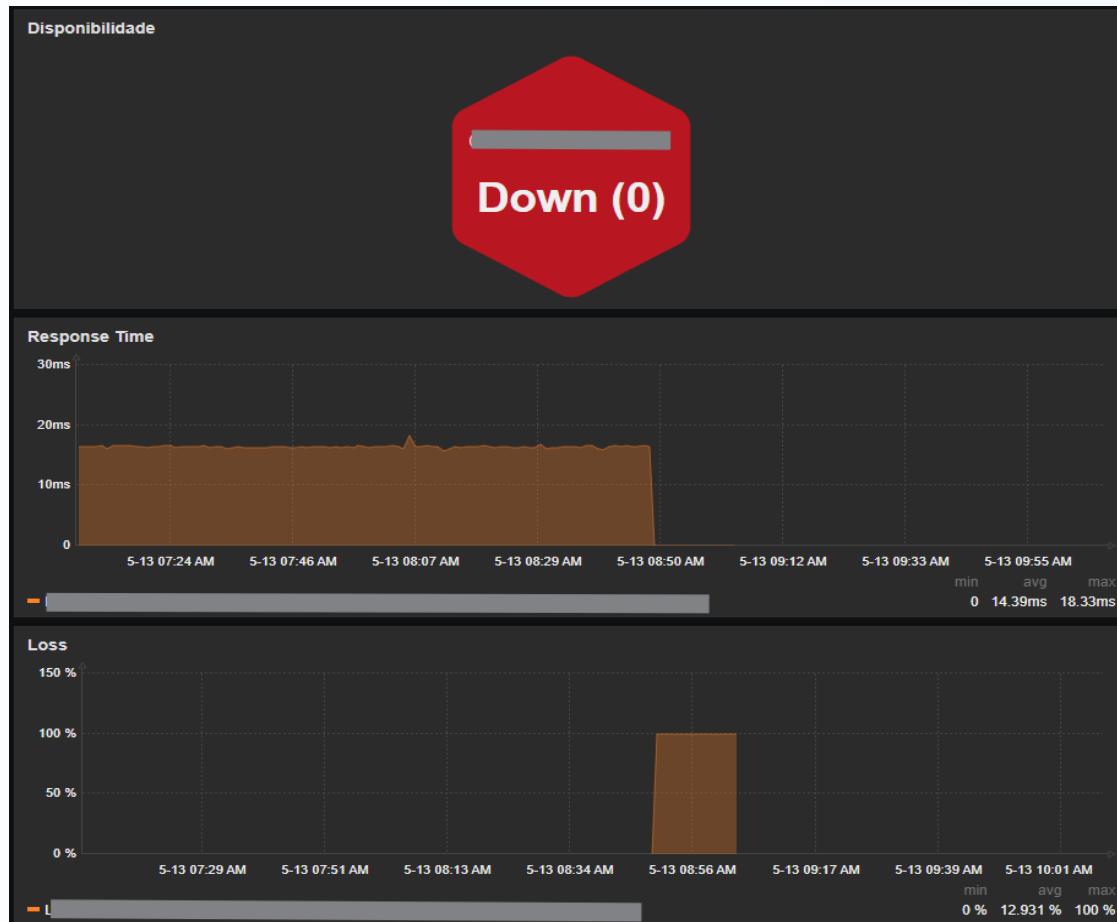 Disponibilidade
Down (0)
Response Time
30ms
20ms
10ms
0
5-13 07:24 AM 5-13 07:46 AM 5-13 08:07 AM 5-13 08:29 AM 5-13 08:50 AM 5-13 09:12 AM 5-13 09:33 AM 5-13 09:55 AM
min avg max
0 14.39ms 18.33ms
Loss
150 %
100 %
50 %
0 %
5-13 07:29 AM 5-13 07:51 AM 5-13 08:13 AM 5-13 08:34 AM 5-13 08:56 AM 5-13 09:17 AM 5-13 09:39 AM 5-13 10:01 AM
min avg max
L 0 % 12.931 % 100 %